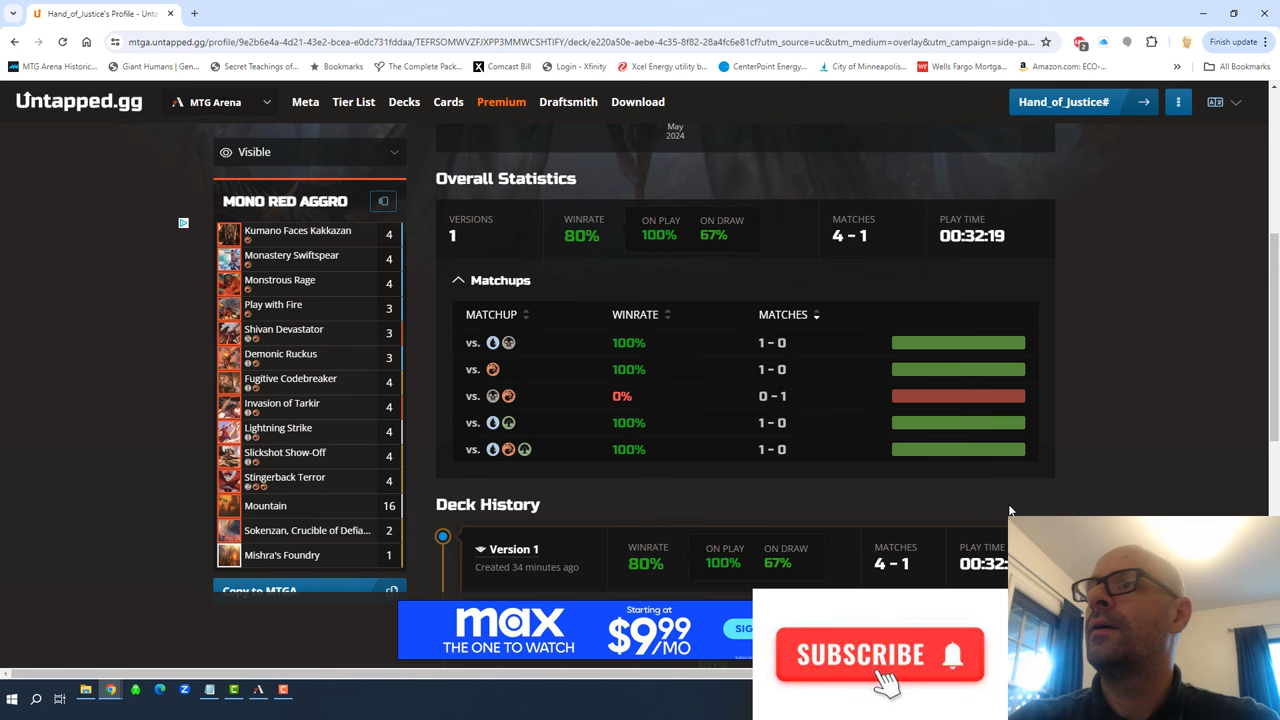 Hand_of_Justice's Profile - Unta
mtga.untapped.gg/profile/9e2b6e4a-4d21-43e2-bcea-e0dc731fddaa/TEFRSOMWVZFJXPP3MMWCSHTIFY/deck/e220a50e-aebe-4c35-8f82-28a4fc6e81cf?utm_source=uc&utm_medium=overlay&utm_campaign=side-pa...
2
Finish update
MTG Arena Historic...
Giant Humans | Gen...
Secret Teachings of...
Bookmarks
The Complete Pack...
Comcast Bill
Login - Xfinity
Xcel Energy utility b...
CenterPoint Energy...
City of Minneapolis...
Wells Fargo Mortga...
Amazon.com: ECO-...
All Bookmarks
Untapped.gg
MTG Arena
Meta
Tier List
Decks
Cards
Premium
Draftsmith
Download
Hand_of_Justice#
May
2024
Visible
MONO RED AGGRO
Kumano Faces Kakkazan 4
Monastery Swiftspear 4
Monstrous Rage 4
Play with Fire 3
Shivan Devastator 3
Demonic Ruckus 3
Fugitive Codebreaker 4
Invasion of Tarkir 4
Lightning Strike 4
Slickshot Show-Off 4
Stingerback Terror 4
Mountain 16
Sokenzan, Crucible of Defia... 2
Mishra's Foundry 1
Copy to MTGA
Overall Statistics
VERSIONS WINRATE ON PLAY ON DRAW MATCHES PLAY TIME
1 80% 100% 67% 4 - 1 00:32:19
Matchups
MATCHUP WINRATE MATCHES
vs. 100% 1 - 0
vs. 100% 1 - 0
vs. 0% 0 - 1
vs. 100% 1 - 0
vs. 100% 1 - 0
Deck History
Version 1
Created 34 minutes ago
WINRATE ON PLAY ON DRAW MATCHES PLAY TIME
80% 100% 67% 4 - 1 00:32:
max
THE ONE TO WATCH
Starting at
$9.99
/MO
SIG
SUBSCRIBE